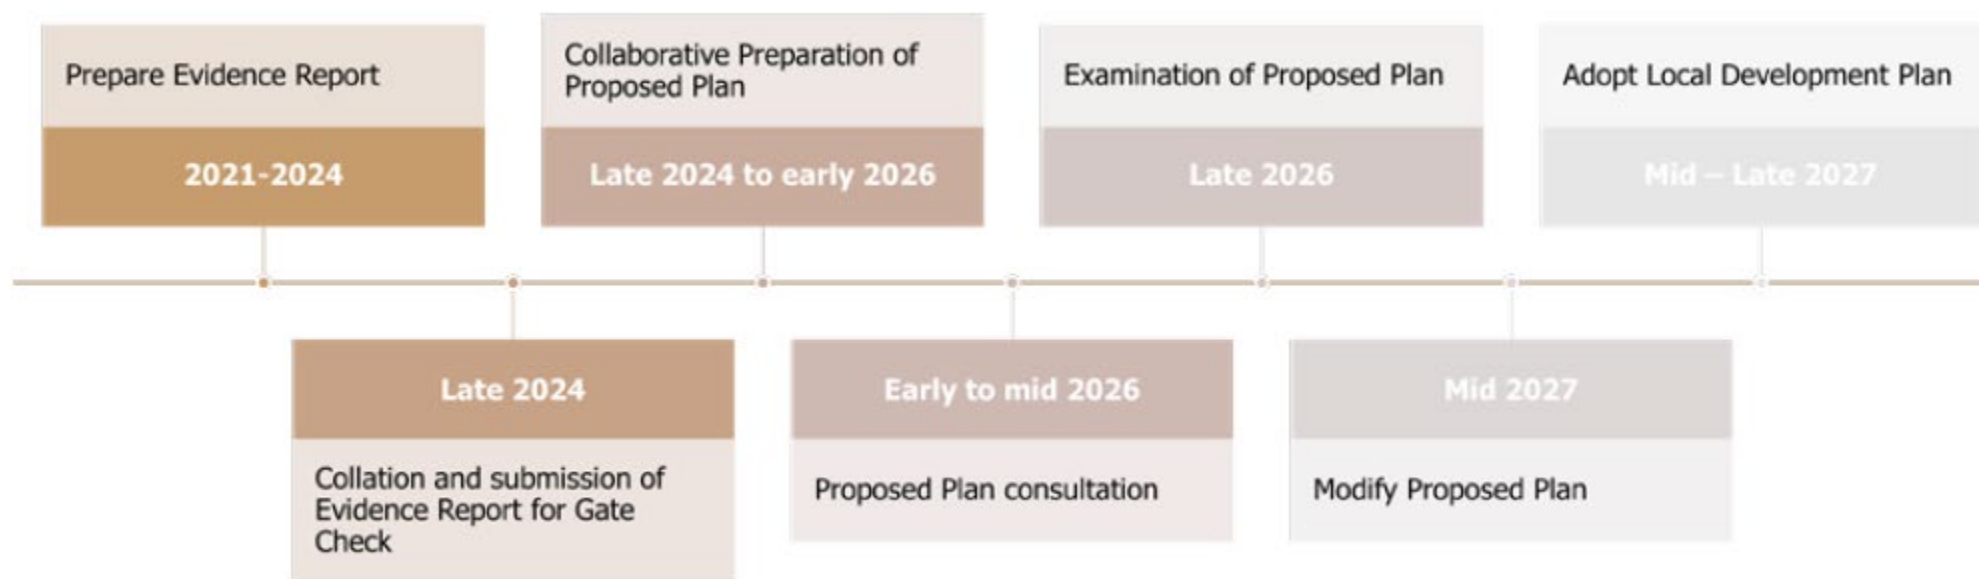 Prepare Evidence Report
2021-2024
Late 2024
Collation and submission of
Evidence Report for Gate
Check
Collaborative Preparation of
Proposed Plan
Late 2024 to early 2026
Early to mid 2026
Proposed Plan consultation
Examination of Proposed Plan
Late 2026
Mid 2027
Modify Proposed Plan
Adopt Local Development Plan
Mid – Late 2027